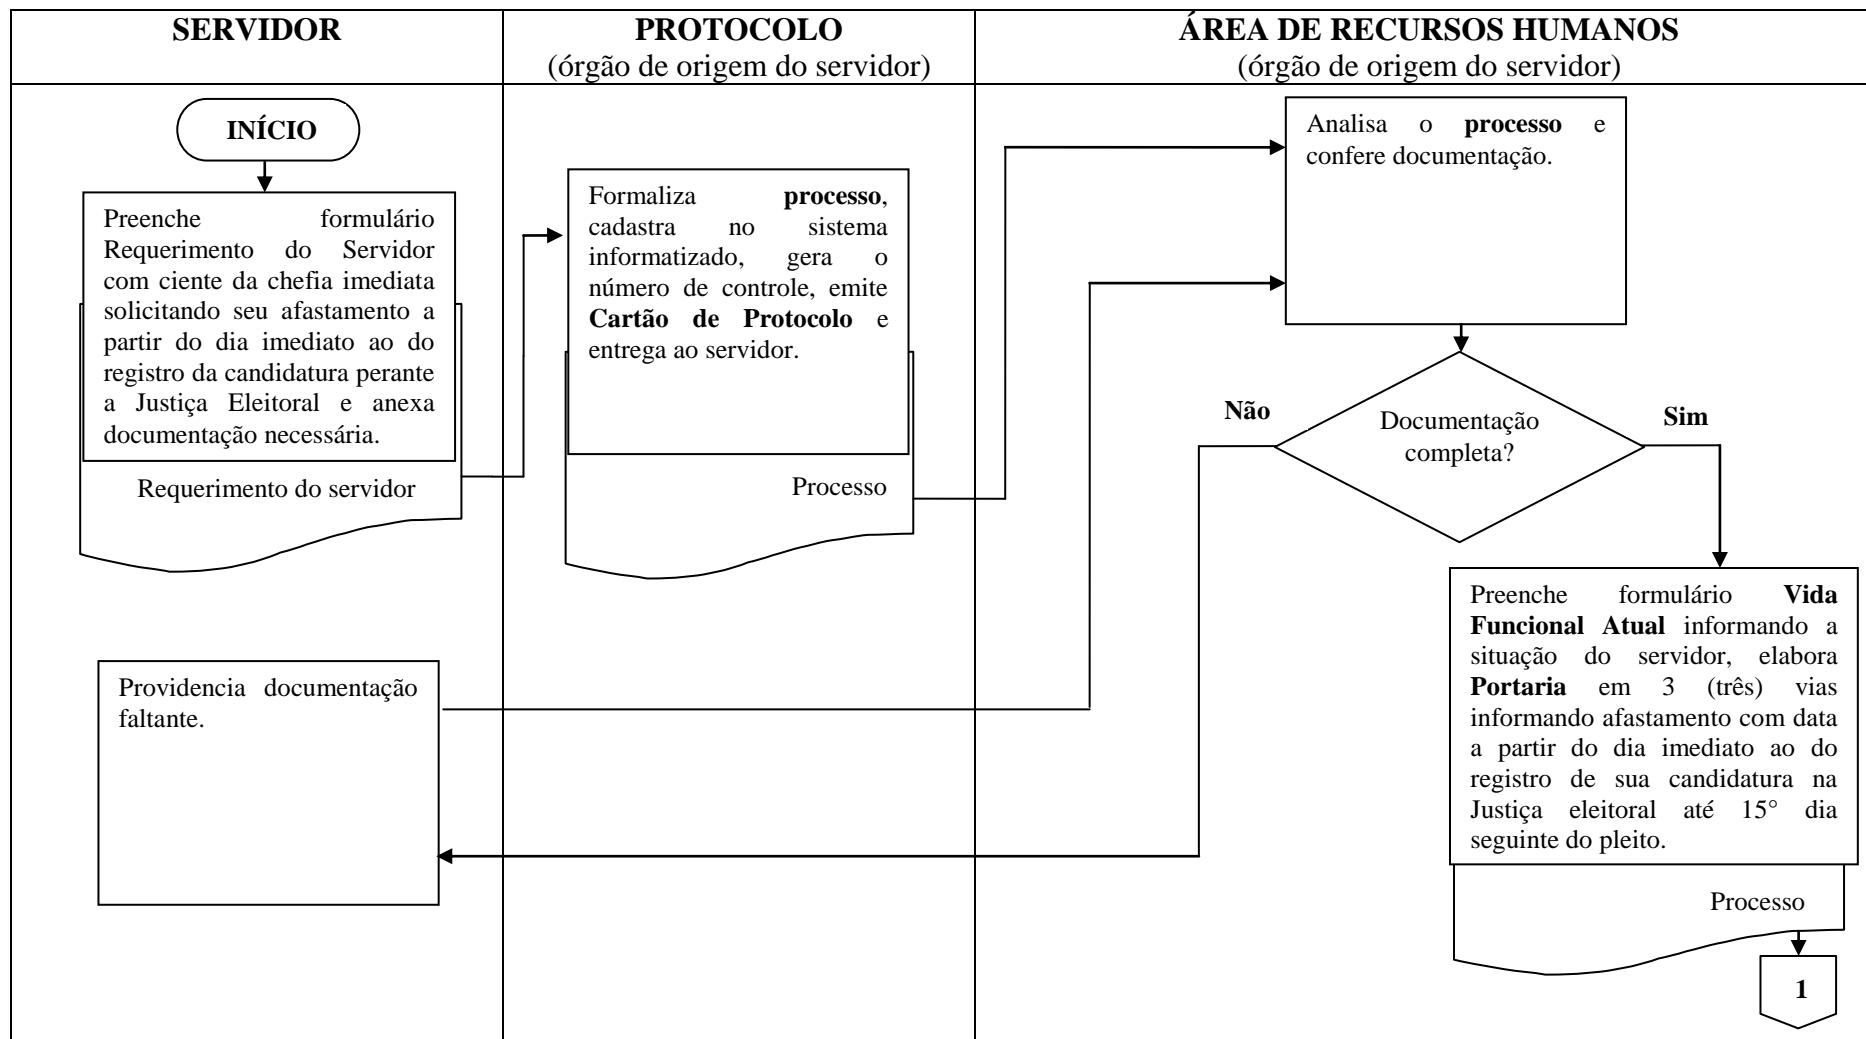 SERVIDOR
PROTOCOLO
(órgão de origem do servidor)
ÁREA DE RECURSOS HUMANOS
(órgão de origem do servidor)
INÍCIO
Preenche formulário
Requerimento do Servidor
com ciente da chefia imediata
solicitando seu afastamento a
partir do dia imediato ao do
registro da candidatura perante
a Justiça Eleitoral e anexa
documentação necessária.
Requerimento do servidor
Formaliza processo,
cadastra no sistema
informatizado, gera o
número de controle, emite
Cartão de Protocolo e
entrega ao servidor.
Processo
Analisa o processo e
confere documentação.
Documentação
completa?
Não
Sim
Providencia documentação
faltante.
Preenche formulário Vida
Funcional Atual informando a
situação do servidor, elabora
Portaria em 3 (três) vias
informando afastamento com data
a partir do dia imediato ao do
registro de sua candidatura na
Justiça eleitoral até 15° dia
seguinte do pleito.
Processo
1